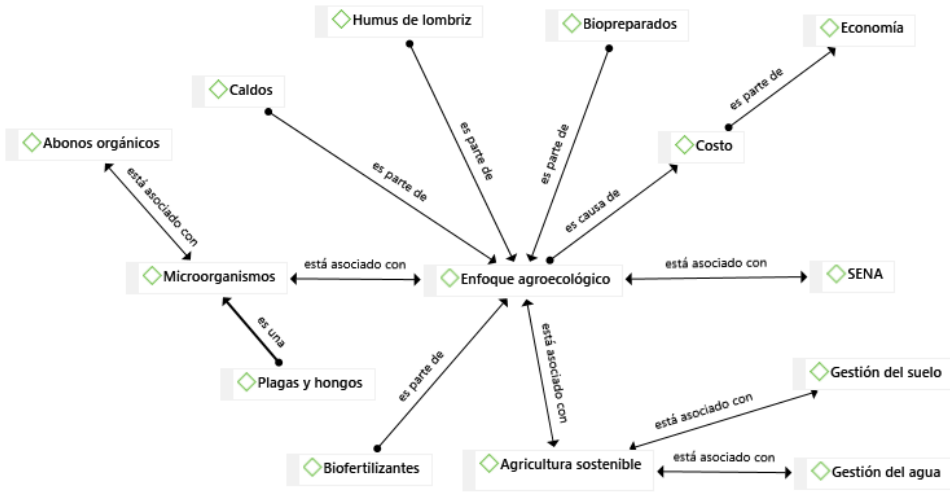 Humus de lombriz
Biopreparados
Economía
es parte de
Caldos
Abonos orgánicos
es parte de
es parte de
es parte de
Costo
está asociado con
es causa de
Microorganismos
está asociado con
Enfoque agroecológico
está asociado con
SENA
es una
está asociado con
Plagas y hongos
es parte de
Gestión del suelo
está asociado con
Biofertilizantes
Agricultura sostenible
está asociado con
Gestión del agua